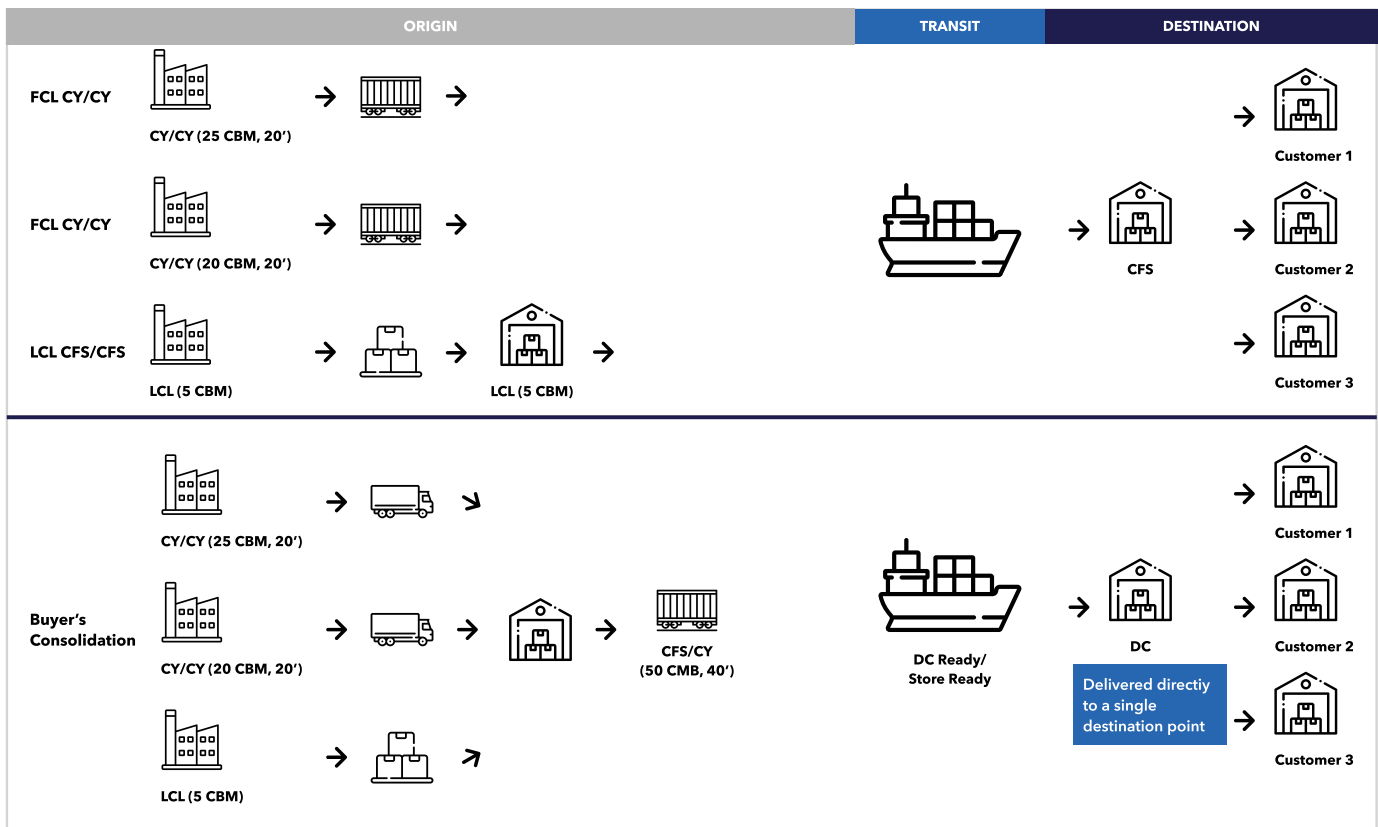 ORIGIN
TRANSIT
DESTINATION
FCL CY/CY
CY/CY (25 CBM, 20’)
Customer 1
FCL CY/CY
CY/CY (20 CBM, 20’)
CFS
Customer 2
LCL CFS/CFS
LCL (5 CBM)
LCL (5 CBM)
Customer 3
CY/CY (25 CBM, 20’)
Customer 1
Buyer’s
Consolidation
CY/CY (20 CBM, 20’)
CFS/CY
(50 CMB, 40’)
DC Ready/
Store Ready
DC
Customer 2
Delivered directiy
to a single
destination point
LCL (5 CBM)
Customer 3